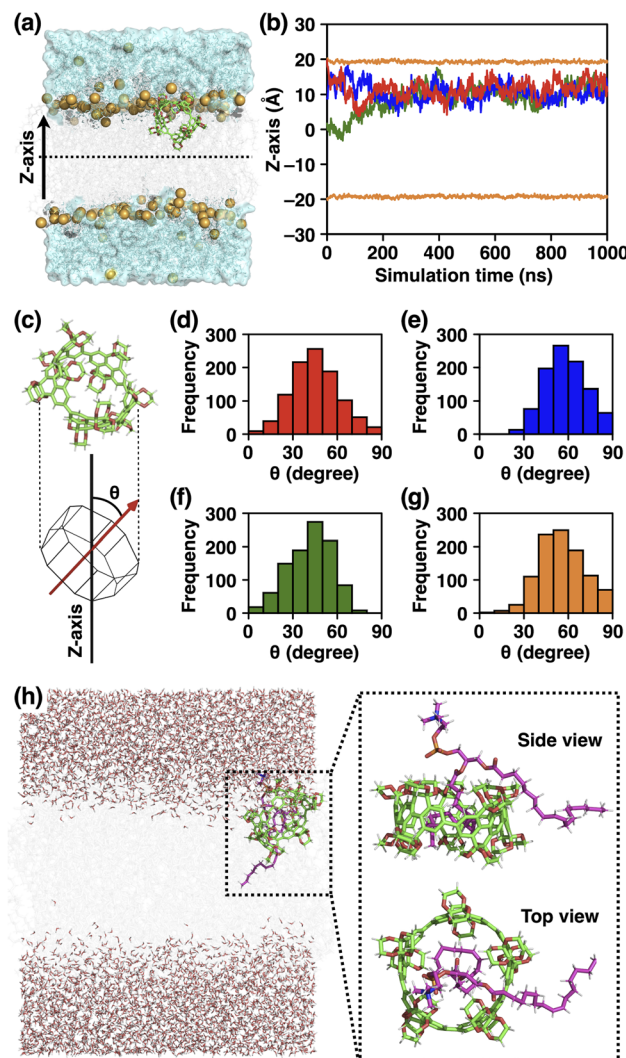 (a)
Z-axis
(b)
Z-axis (Å)
30
20
10
0
−10
−20
−30
0 200 400 600 800 1000
Simulation time (ns)
(c)
θ
Z-axis
(d)
Frequency
300
200
100
0
0 30 60 90
θ (degree)
(e)
Frequency
300
200
100
0
0 30 60 90
θ (degree)
(f)
Frequency
300
200
100
0
0 30 60 90
θ (degree)
(g)
Frequency
300
200
100
0
0 30 60 90
θ (degree)
(h)
Side view
Top view